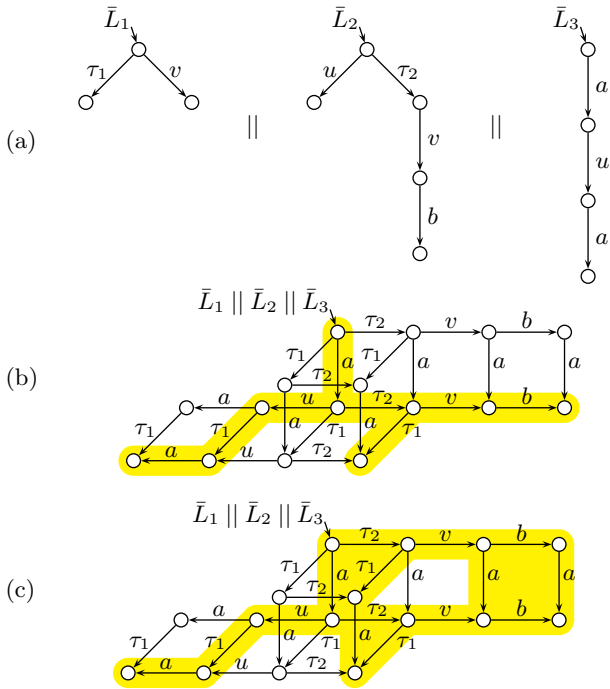 L̄₁ L̄₂ L̄₃
τ₁ v u τ₂ a
(a) || v || u
b a
L̄₁ || L̄₂ || L̄₃
τ₂ v b
τ₁ a τ₁ a a a
(b) τ₂
a u τ₂ v b
τ₁ τ₁ a τ₁ a τ₁
a u τ₂
L̄₁ || L̄₂ || L̄₃
τ₂ v b
τ₁ a τ₁ a a a
(c) τ₂
a u τ₂ v b
τ₁ τ₁ a τ₁ a τ₁
a u τ₂